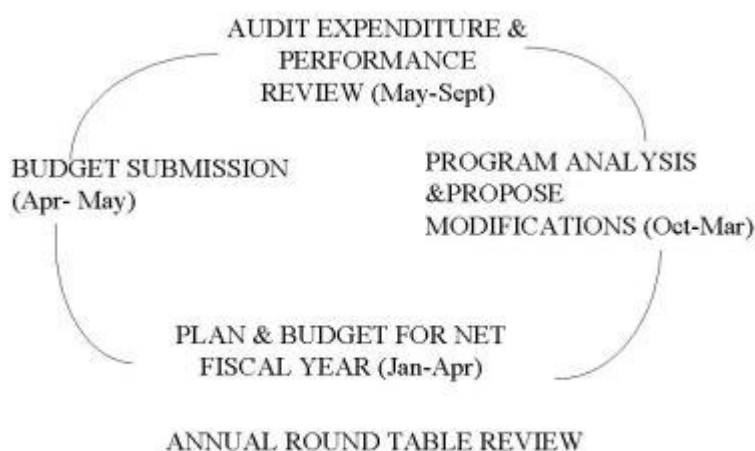 AUDIT EXPENDITURE &
PERFORMANCE
REVIEW (May-Sept)
BUDGET SUBMISSION
(Apr- May)
PROGRAM ANALYSIS
&PROPOSE
MODIFICATIONS (Oct-Mar)
PLAN & BUDGET FOR NET
FISCAL YEAR (Jan-Apr)
ANNUAL ROUND TABLE REVIEW